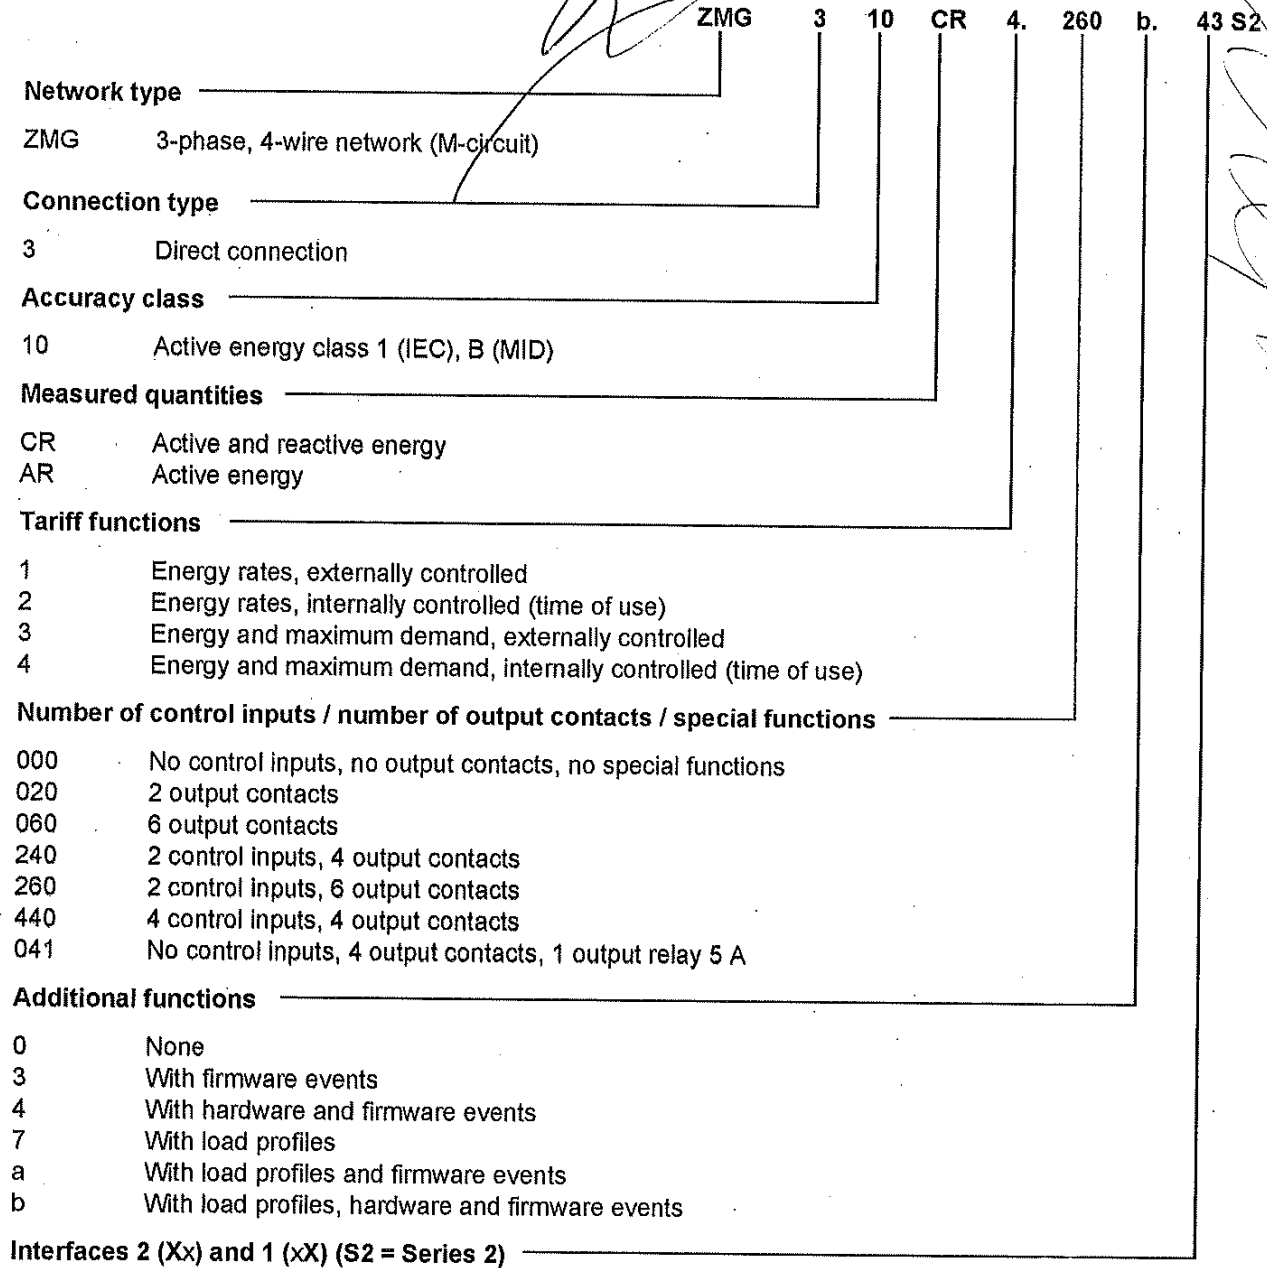 ZMG 3 10 CR 4. 260 b. 43 S2
Network type
ZMG 3-phase, 4-wire network (M-circuit)
Connection type
3 Direct connection
Accuracy class
10 Active energy class 1 (IEC), B (MID)
Measured quantities
CR Active and reactive energy
AR Active energy
Tariff functions
1 Energy rates, externally controlled
2 Energy rates, internally controlled (time of use)
3 Energy and maximum demand, externally controlled
4 Energy and maximum demand, internally controlled (time of use)
Number of control inputs / number of output contacts / special functions
000 No control inputs, no output contacts, no special functions
020 2 output contacts
060 6 output contacts
240 2 control inputs, 4 output contacts
260 2 control inputs, 6 output contacts
440 4 control inputs, 4 output contacts
041 No control inputs, 4 output contacts, 1 output relay 5 A
Additional functions
0 None
3 With firmware events
4 With hardware and firmware events
7 With load profiles
a With load profiles and firmware events
b With load profiles, hardware and firmware events
Interfaces 2 (Xx) and 1 (xX) (S2 = Series 2)